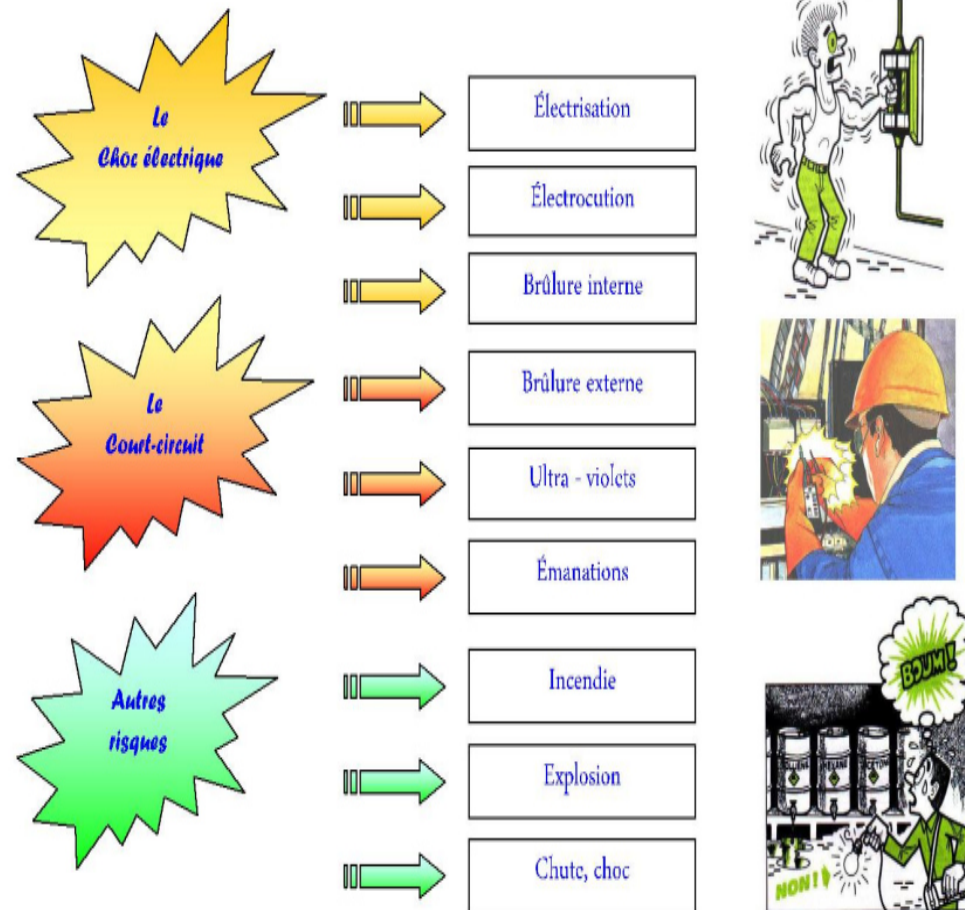 Le
Choc électrique
Électrisation
Électrocution
Brûlure interne
Le
Court-circuit
Brûlure externe
Ultra - violets
Émanations
Autres
risques
Incendie
Explosion
Chute, choc
BOUM !
NON !